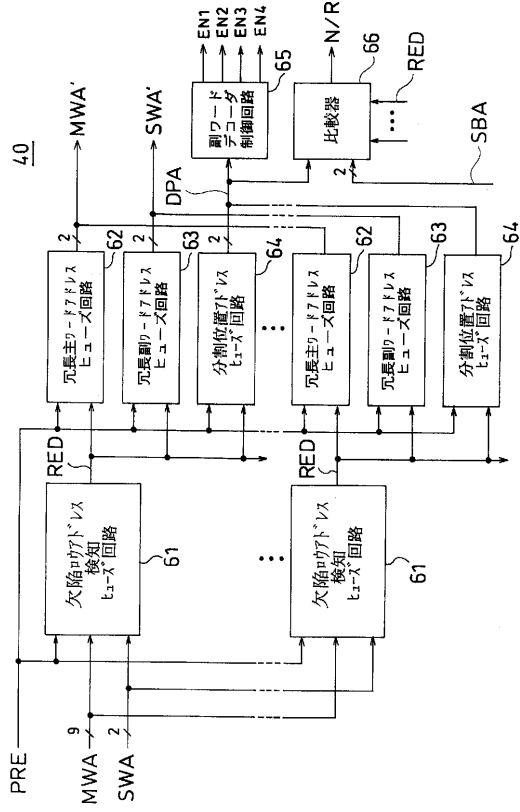 40
PRE
MWA
9
SWA
2
欠陥ロウアドレス
検知
ヒューズ回路
61
RED
欠陥ロウアドレス
検知
ヒューズ回路
61
RED
冗長主ワードアドレス
ヒューズ回路
62
2
MWA'
冗長副ワードアドレス
ヒューズ回路
63
2
SWA'
分割位置アドレス
ヒューズ回路
64
2
DPA
冗長主ワードアドレス
ヒューズ回路
62
冗長副ワードアドレス
ヒューズ回路
63
分割位置アドレス
ヒューズ回路
64
副ワード
デコーダ
制御回路
65
EN1
EN2
EN3
EN4
比較器
66
N/R
RED
2
SBA